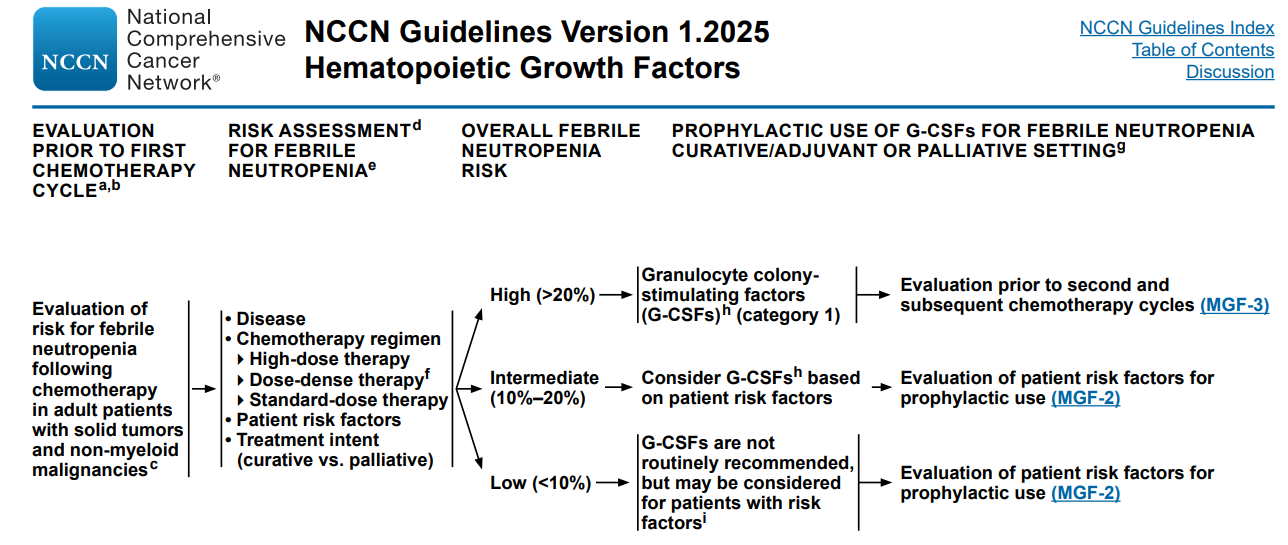 NCCN
National
Comprehensive
Cancer
Network®
NCCN Guidelines Version 1.2025
Hematopoietic Growth Factors
NCCN Guidelines Index
Table of Contents
Discussion
EVALUATION
PRIOR TO FIRST
CHEMOTHERAPY
CYCLEa,b
RISK ASSESSMENTd
FOR FEBRILE
NEUTROPENIAe
OVERALL FEBRILE
NEUTROPENIA
RISK
PROPHYLACTIC USE OF G-CSFs FOR FEBRILE NEUTROPENIA
CURATIVE/ADJUVANT OR PALLIATIVE SETTINGg
Evaluation of
risk for febrile
neutropenia
following
chemotherapy
in adult patients
with solid tumors
and non-myeloid
malignanciesc
• Disease
• Chemotherapy regimen
High-dose therapy
Dose-dense therapyf
Standard-dose therapy
• Patient risk factors
• Treatment intent
(curative vs. palliative)
High (>20%)
Granulocyte colony-
stimulating factors
(G-CSFs)h (category 1)
Evaluation prior to second and
subsequent chemotherapy cycles (MGF-3)
Intermediate
(10%–20%)
Consider G-CSFsh based
on patient risk factors
Evaluation of patient risk factors for
prophylactic use (MGF-2)
Low (<10%)
G-CSFs are not
routinely recommended,
but may be considered
for patients with risk
factorsi
Evaluation of patient risk factors for
prophylactic use (MGF-2)